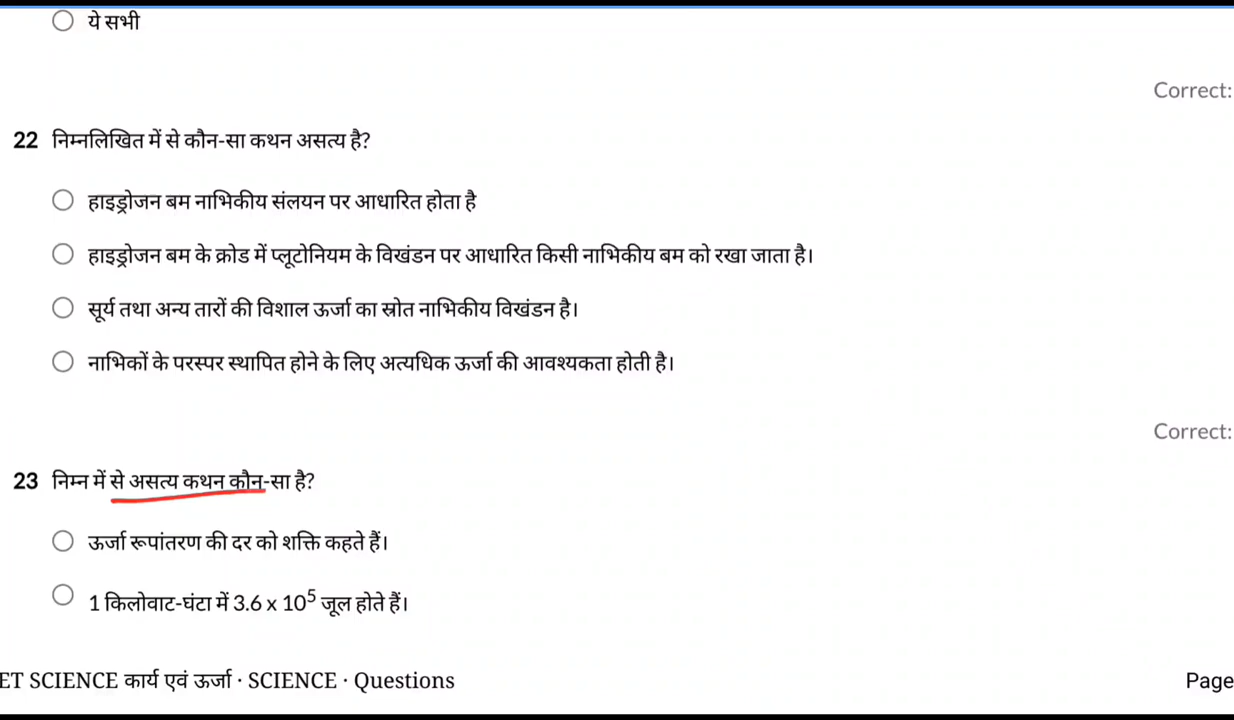 ये सभी
Correct:
22 निम्नलिखित में से कौन-सा कथन असत्य है?
हाइड्रोजन बम नाभिकीय संलयन पर आधारित होता है
हाइड्रोजन बम के क्रोड में प्लूटोनियम के विखंडन पर आधारित किसी नाभिकीय बम को रखा जाता है।
सूर्य तथा अन्य तारों की विशाल ऊर्जा का स्रोत नाभिकीय विखंडन है।
नाभिकों के परस्पर स्थापित होने के लिए अत्यधिक ऊर्जा की आवश्यकता होती है।
Correct:
23 निम्न में से असत्य कथन कौन-सा है?
ऊर्जा रूपांतरण की दर को शक्ति कहते हैं।
1 किलोवाट-घंटा में 3.6 x 10⁵ जूल होते हैं।
ET SCIENCE कार्य एवं ऊर्जा · SCIENCE · Questions
Page